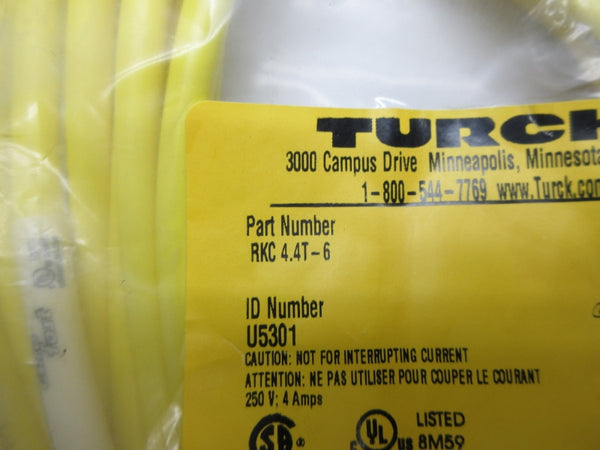 TURCK
3000 Campus Drive Minneapolis, Minnesota
1-800-544-7769 www.Turck.com
Part Number
RKC 4.4T-6
ID Number
U5301
CAUTION: NOT FOR INTERRUPTING CURRENT
ATTENTION: NE PAS UTILISER POUR COUPER LE COURANT
250 V; 4 Amps
LISTED
UL us 8M59